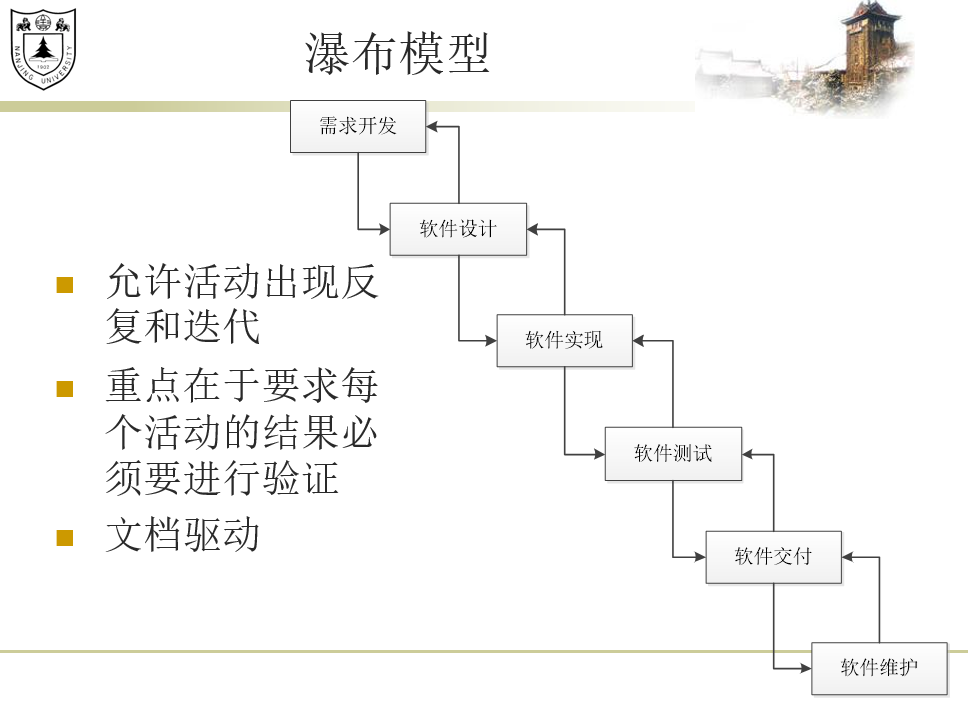 NANJING UNIVERSITY
1902
瀑布模型
需求开发
软件设计
允许活动出现反
复和迭代
软件实现
重点在于要求每
个活动的结果必
须要进行验证
软件测试
文档驱动
软件交付
软件维护